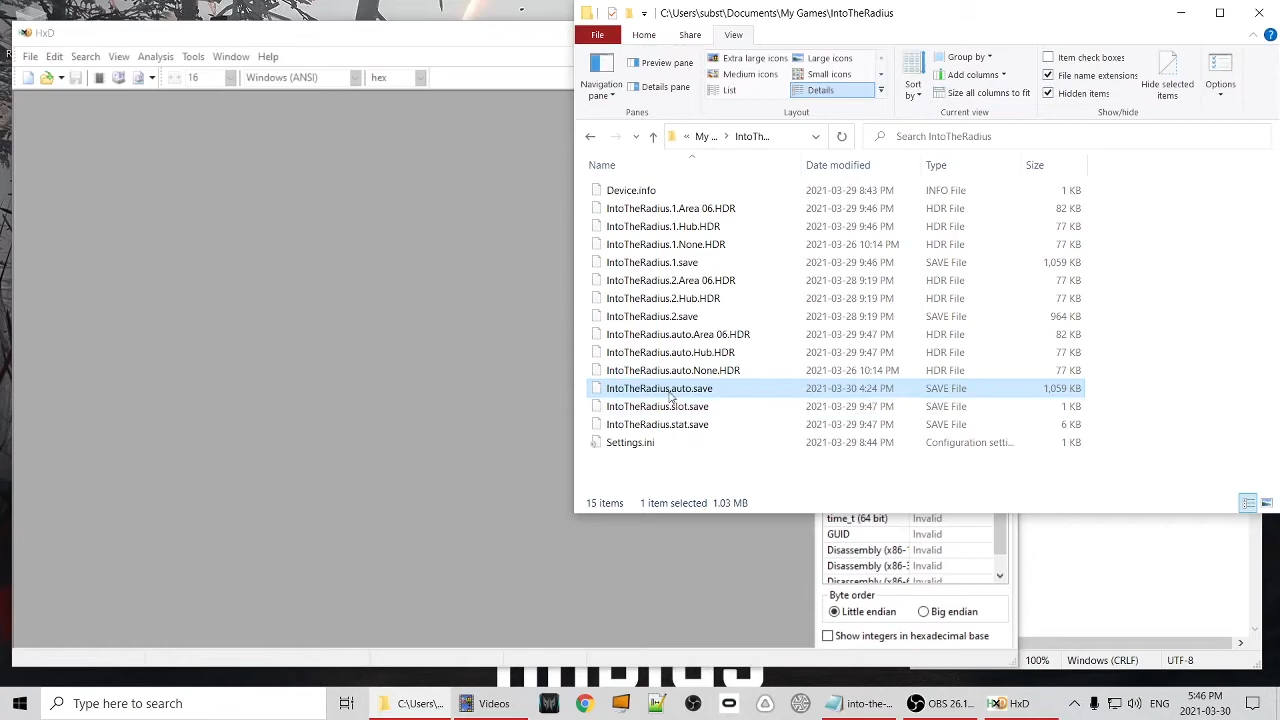 HxD
File Edit Search View Analysis Tools Window Help
16 Windows (ANSI) hex
C:\Users\subst\Documents\My Games\IntoTheRadius
File Home Share View
Navigation pane
Preview pane
Details pane
Panes
Extra large icons Large icons
Medium icons Small icons
List Details
Layout
Sort by
Group by
Add columns
Size all columns to fit
Current view
Item check boxes
File name extensions
Hidden items
Hide selected items
Show/hide
Options
« My ... > IntoTh...
Search IntoTheRadius
Name Date modified Type Size
Device.info 2021-03-29 8:43 PM INFO File 1 KB
IntoTheRadius.1.Area 06.HDR 2021-03-29 9:46 PM HDR File 82 KB
IntoTheRadius.1.Hub.HDR 2021-03-29 9:46 PM HDR File 77 KB
IntoTheRadius.1.None.HDR 2021-03-26 10:14 PM HDR File 77 KB
IntoTheRadius.1.save 2021-03-29 9:46 PM SAVE File 1,059 KB
IntoTheRadius.2.Area 06.HDR 2021-03-28 9:19 PM HDR File 77 KB
IntoTheRadius.2.Hub.HDR 2021-03-28 9:19 PM HDR File 77 KB
IntoTheRadius.2.save 2021-03-28 9:19 PM SAVE File 964 KB
IntoTheRadius.auto.Area 06.HDR 2021-03-29 9:47 PM HDR File 82 KB
IntoTheRadius.auto.Hub.HDR 2021-03-29 9:47 PM HDR File 77 KB
IntoTheRadius.auto.None.HDR 2021-03-26 10:14 PM HDR File 77 KB
IntoTheRadius.auto.save 2021-03-30 4:24 PM SAVE File 1,059 KB
IntoTheRadius.slot.save 2021-03-29 9:47 PM SAVE File 1 KB
IntoTheRadius.stat.save 2021-03-29 9:47 PM SAVE File 6 KB
Settings.ini 2021-03-29 8:44 PM Configuration setti... 1 KB
15 items 1 item selected 1.03 MB
time_t (64 bit) Invalid
GUID Invalid
Disassembly (x86-1 Invalid
Disassembly (x86-3 Invalid
Disassembly (x86-6 Invalid
Byte order
Little endian Big endian
Show integers in hexadecimal base
100% Windows (CRLF) UTF-8
Type here to search
C:\Users\...
Videos
into-the-...
OBS 26.1...
HxD
ENG
5:46 PM
2021-03-30